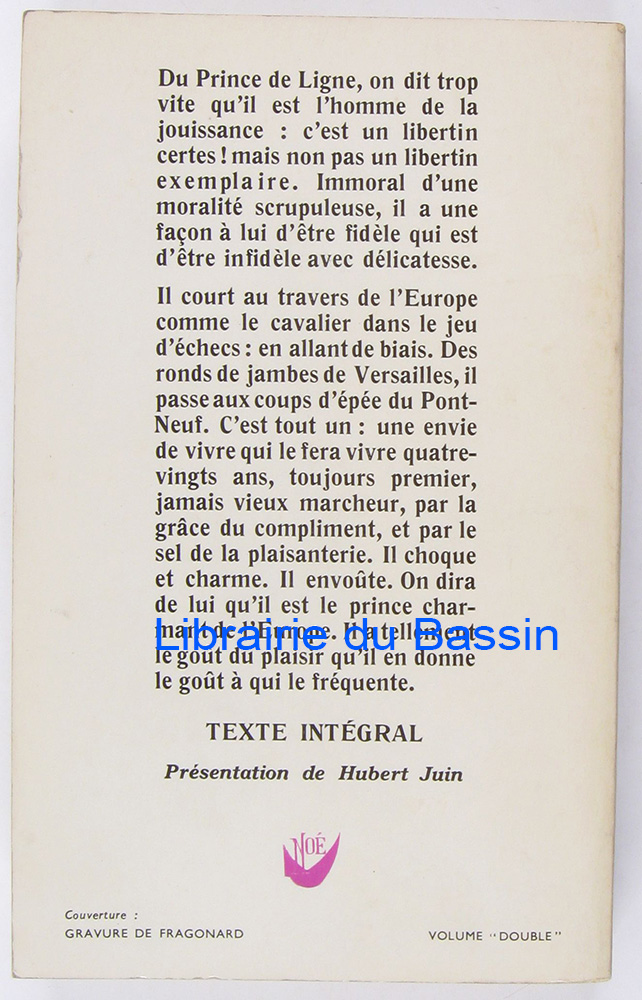 Du Prince de Ligne, on dit trop
vite qu'il est l'homme de la
jouissance : c'est un libertin
certes ! mais non pas un libertin
exemplaire. Immoral d'une
moralité scrupuleuse, il a une
façon à lui d'être fidèle qui est
d'être infidèle avec délicatesse.
Il court au travers de l'Europe
comme le cavalier dans le jeu
d'échecs : en allant de biais. Des
ronds de jambes de Versailles, il
passe aux coups d'épée du Pont-
Neuf. C'est tout un : une envie
de vivre qui le fera vivre quatre-
vingts ans, toujours premier,
jamais vieux marcheur, par la
grâce du compliment, et par le
sel de la plaisanterie. Il choque
et charme. Il envoûte. On dira
de lui qu'il est le prince char-
mant de l'Europe. Il a tellement
Librairie du Bassin
le goût du plaisir qu'il en donne
le goût à qui le fréquente.
TEXTE INTÉGRAL
Présentation de Hubert Juin
NOÉ
Couverture :
GRAVURE DE FRAGONARD
VOLUME "DOUBLE"